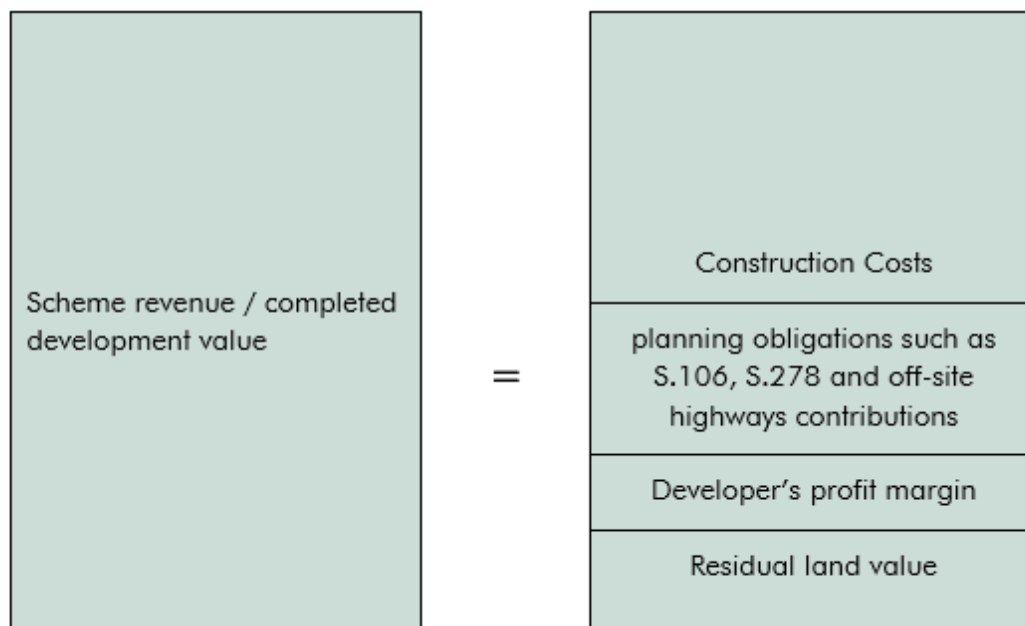 Scheme revenue / completed
development value
=
Construction Costs
planning obligations such as
S.106, S.278 and off-site
highways contributions
Developer's profit margin
Residual land value